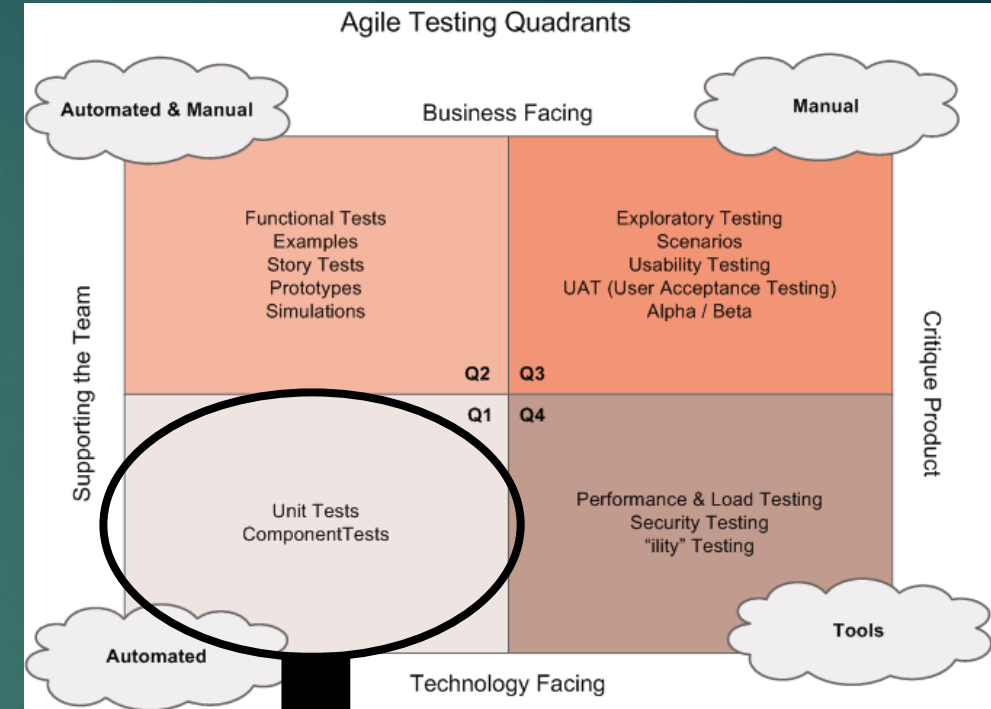 Agile Testing Quadrants
Automated & Manual
Business Facing
Manual
Functional Tests
Examples
Story Tests
Prototypes
Simulations
Exploratory Testing
Scenarios
Usability Testing
UAT (User Acceptance Testing)
Alpha / Beta
Supporting the Team
Critique Product
Q2
Q3
Q1
Q4
Unit Tests
ComponentTests
Performance & Load Testing
Security Testing
“ility” Testing
Automated
Tools
Technology Facing